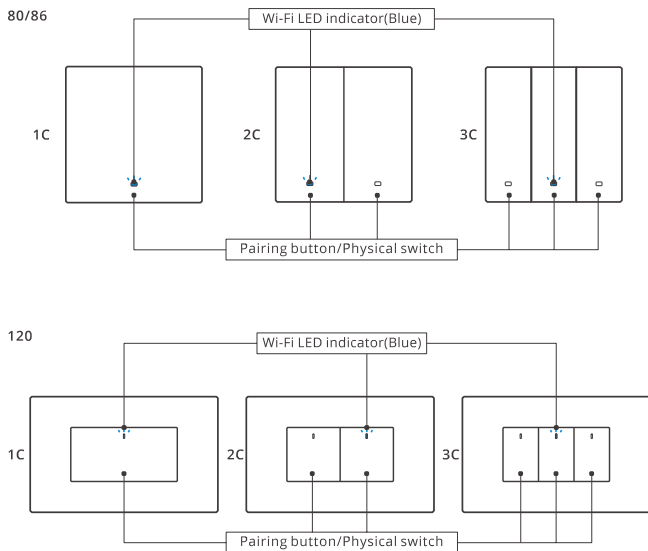 80/86
Wi-Fi LED indicator(Blue)
1C
2C
3C
Pairing button/Physical switch
120
Wi-Fi LED indicator(Blue)
1C
2C
3C
Pairing button/Physical switch